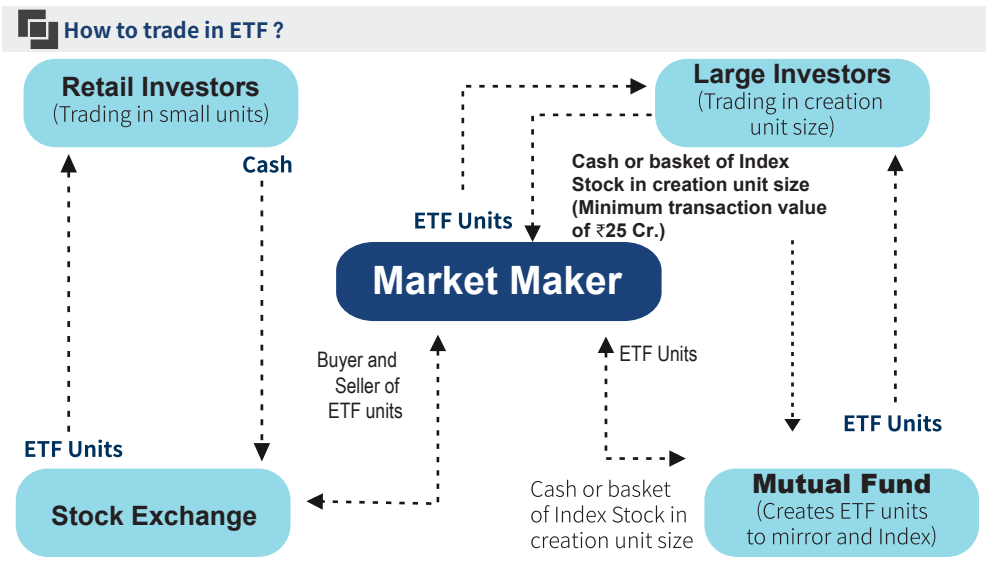 How to trade in ETF ?
Retail Investors
(Trading in small units)
Large Investors
(Trading in creation
unit size)
Cash
Cash or basket of Index
Stock in creation unit size
(Minimum transaction value
of ₹25 Cr.)
ETF Units
Market Maker
Buyer and
Seller of
ETF units
ETF Units
ETF Units
ETF Units
Stock Exchange
Cash or basket
of Index Stock in
creation unit size
Mutual Fund
(Creates ETF units
to mirror and Index)